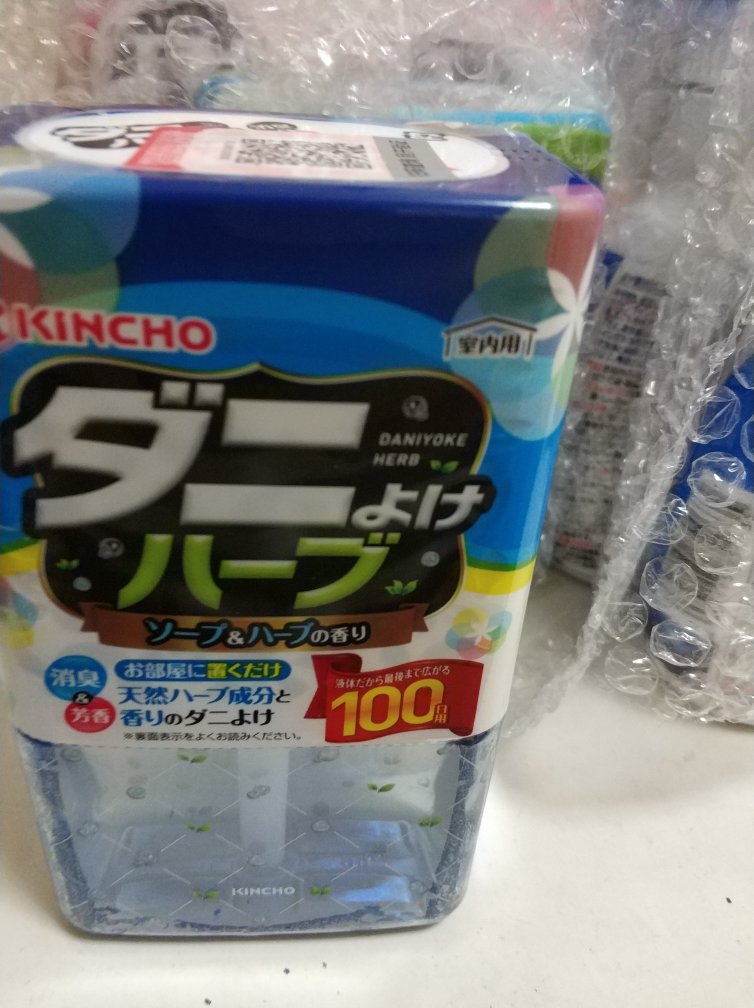 KINCHO
室内用
ダニ
DANIYOKE
HERB
よけ
ハーブ
ソープ&ハーブの香り
消臭
&
芳香
お部屋に置くだけ
天然ハーブ成分と
香りのダニよけ
※裏面表示をよくお読みください。
液体だから最後まで広がる
100日用
KINCHO